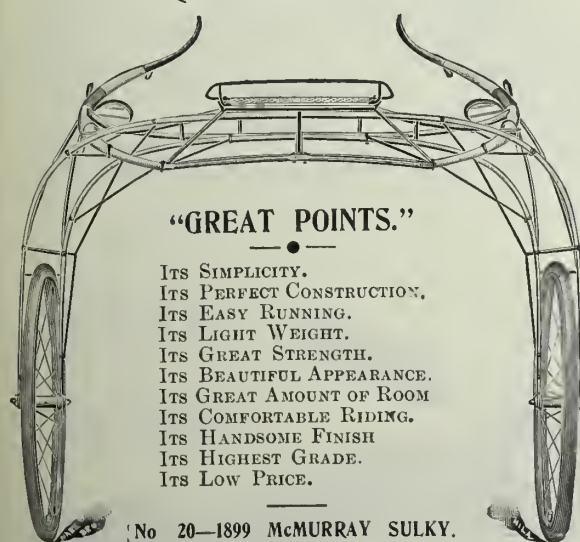 “GREAT POINTS.”
ITS SIMPLICITY.
ITS PERFECT CONSTRUCTION.
ITS EASY RUNNING.
ITS LIGHT WEIGHT.
ITS GREAT STRENGTH.
ITS BEAUTIFUL APPEARANCE.
ITS GREAT AMOUNT OF ROOM
ITS COMFORTABLE RIDING.
ITS HANDSOME FINISH
ITS HIGHEST GRADE.
ITS LOW PRICE.
No 20—1899 McMURRAY SULKY.